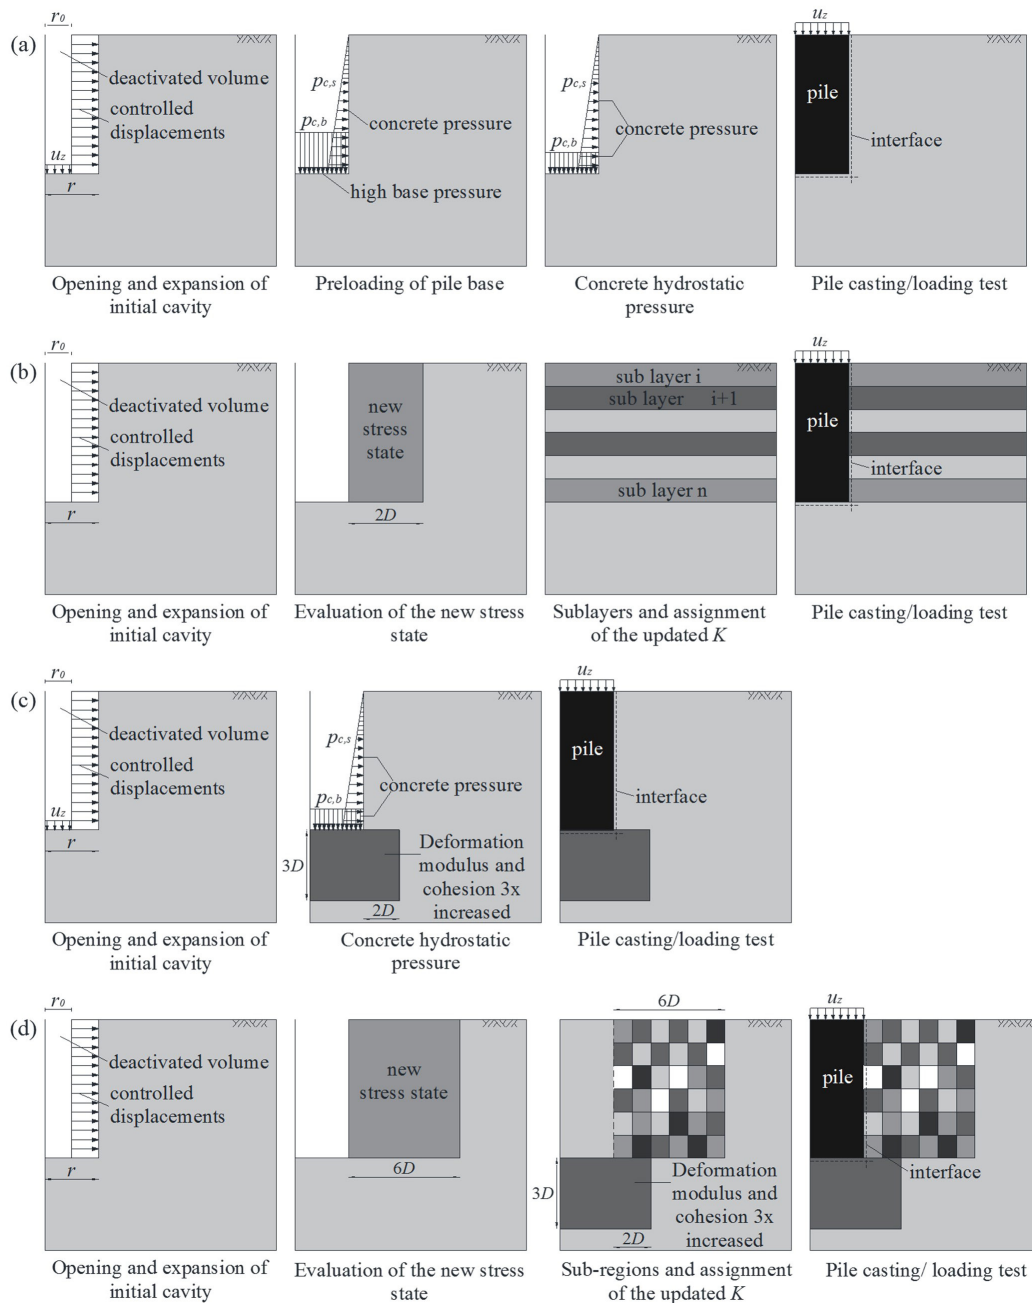 (a)
r0
deactivated volume
controlled
displacements
uz
r
Opening and expansion of
initial cavity
pc,s
pc,b
concrete pressure
high base pressure
Preloading of pile base
pc,s
pc,b
concrete pressure
Concrete hydrostatic
pressure
uz
pile
interface
Pile casting/loading test
(b)
r0
deactivated volume
controlled
displacements
r
Opening and expansion of
initial cavity
new
stress
state
2D
Evaluation of the new stress
state
sub layer i
sub layer i+1
sub layer n
Sublayers and assignment
of the updated K
uz
pile
interface
Pile casting/loading test
(c)
r0
deactivated volume
controlled
displacements
uz
r
Opening and expansion of
initial cavity
pc,s
pc,b
concrete pressure
3D
Deformation
modulus and
cohesion 3x
increased
2D
Concrete hydrostatic
pressure
uz
pile
interface
Pile casting/loading test
(d)
r0
deactivated volume
controlled
displacements
r
Opening and expansion of
initial cavity
new
stress state
6D
Evaluation of the new stress
state
6D
3D
Deformation
modulus and
cohesion 3x
increased
2D
Sub-regions and assignment
of the updated K
uz
pile
interface
Pile casting/ loading test